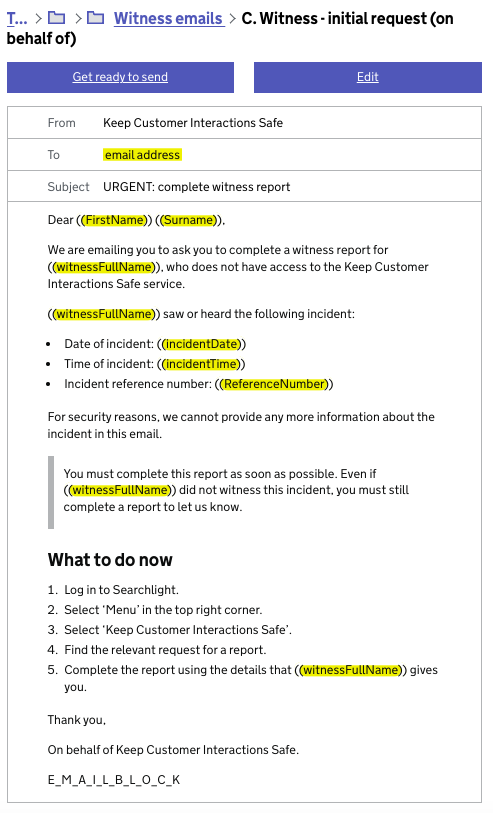 T... > > Witness emails > C. Witness - initial request (on
behalf of)
Get ready to send
Edit
From Keep Customer Interactions Safe
To email address
Subject URGENT: complete witness report
Dear ((FirstName)) ((Surname)),
We are emailing you to ask you to complete a witness report for
((witnessFullName)), who does not have access to the Keep Customer
Interactions Safe service.
((witnessFullName)) saw or heard the following incident:
• Date of incident: ((incidentDate))
• Time of incident: ((incidentTime))
• Incident reference number: ((ReferenceNumber))
For security reasons, we cannot provide any more information about the
incident in this email.
You must complete this report as soon as possible. Even if
((witnessFullName)) did not witness this incident, you must still
complete a report to let us know.
What to do now
1. Log in to Searchlight.
2. Select ‘Menu’ in the top right corner.
3. Select ‘Keep Customer Interactions Safe’.
4. Find the relevant request for a report.
5. Complete the report using the details that ((witnessFullName)) gives
you.
Thank you,
On behalf of Keep Customer Interactions Safe.
E_M_A_I_L_B_L_O_C_K